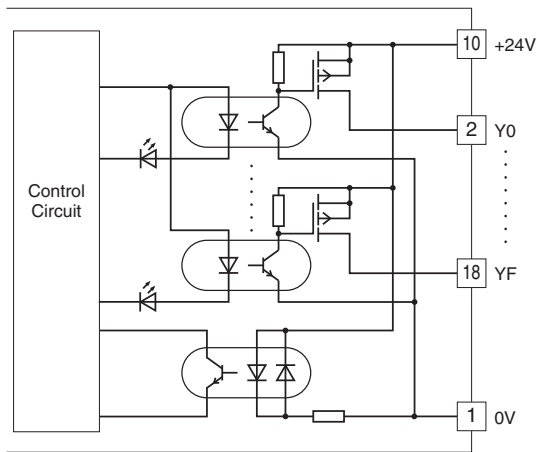 10 +24V
2 Y0
Control
Circuit
18 YF
1 0V